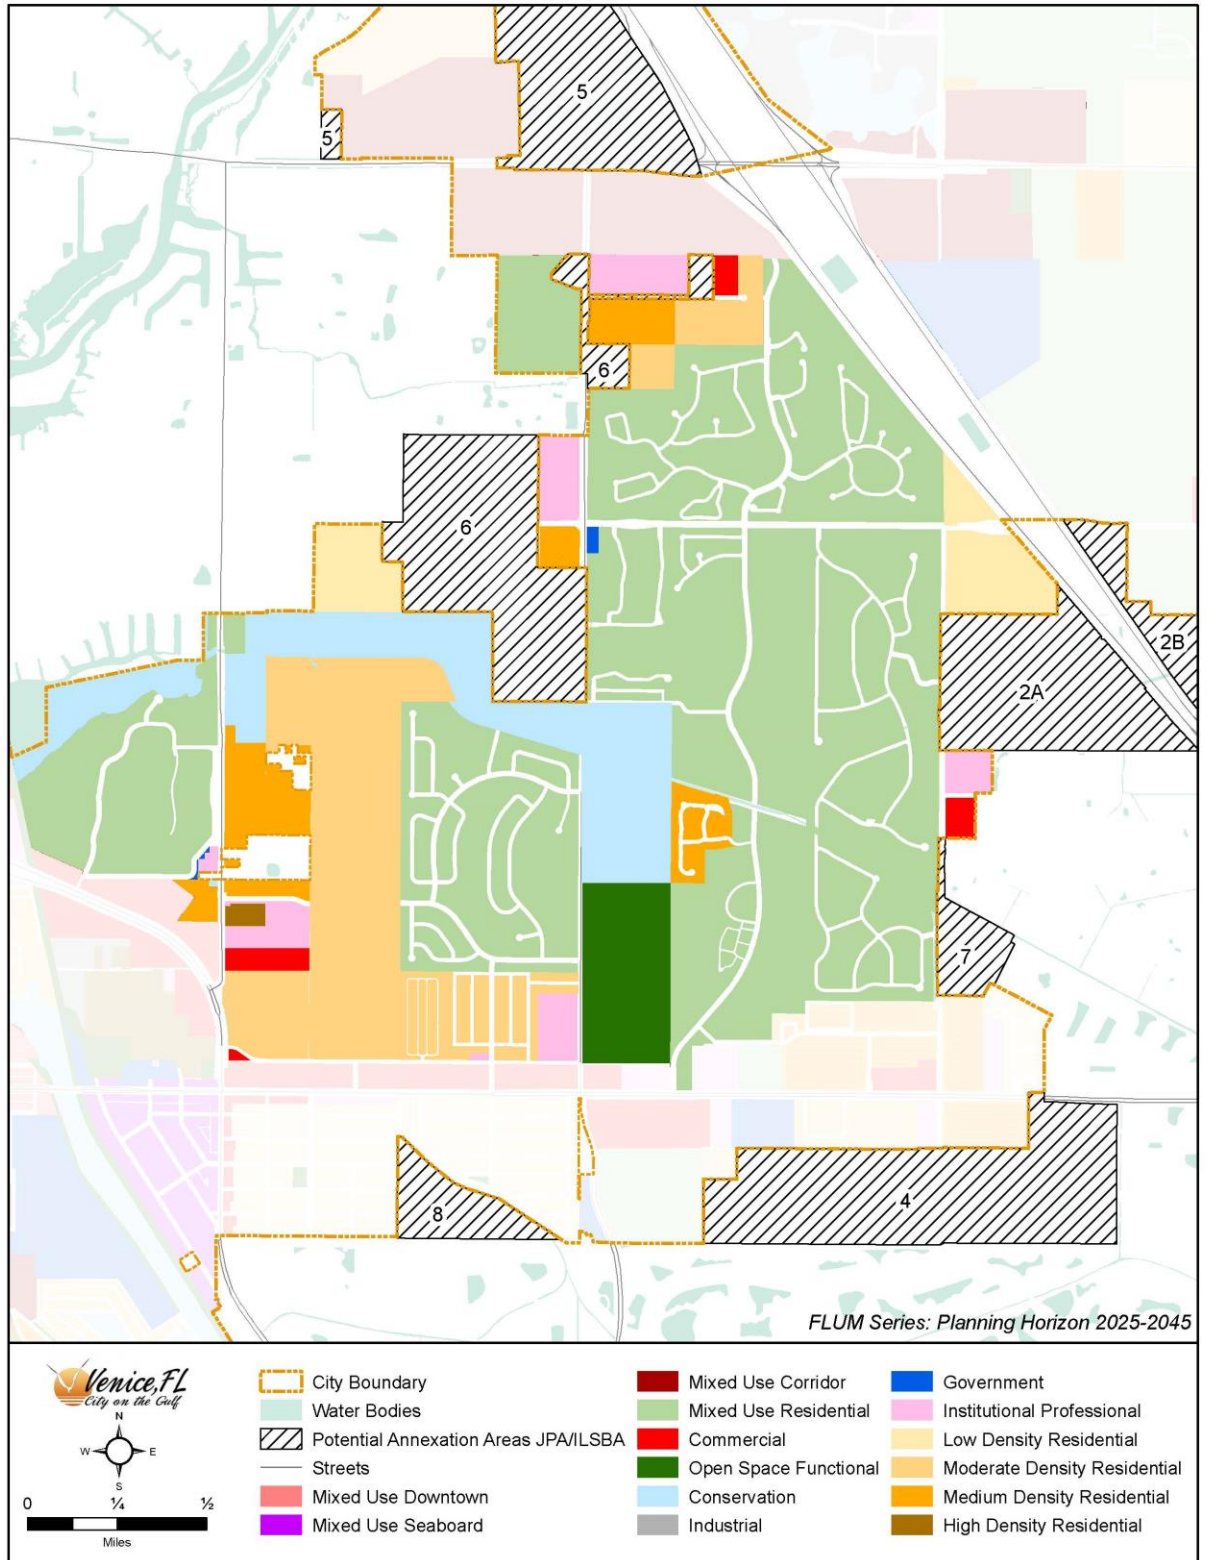 5
5
6
6
2B
2A
7
4
8
FLUM Series: Planning Horizon 2025-2045
Venice, FL
City on the Gulf
N
W E
S
0 ¼ ½
Miles
City Boundary
Water Bodies
Potential Annexation Areas JPA/ILSBA
Streets
Mixed Use Downtown
Mixed Use Seaboard
Mixed Use Corridor
Mixed Use Residential
Commercial
Open Space Functional
Conservation
Industrial
Government
Institutional Professional
Low Density Residential
Moderate Density Residential
Medium Density Residential
High Density Residential